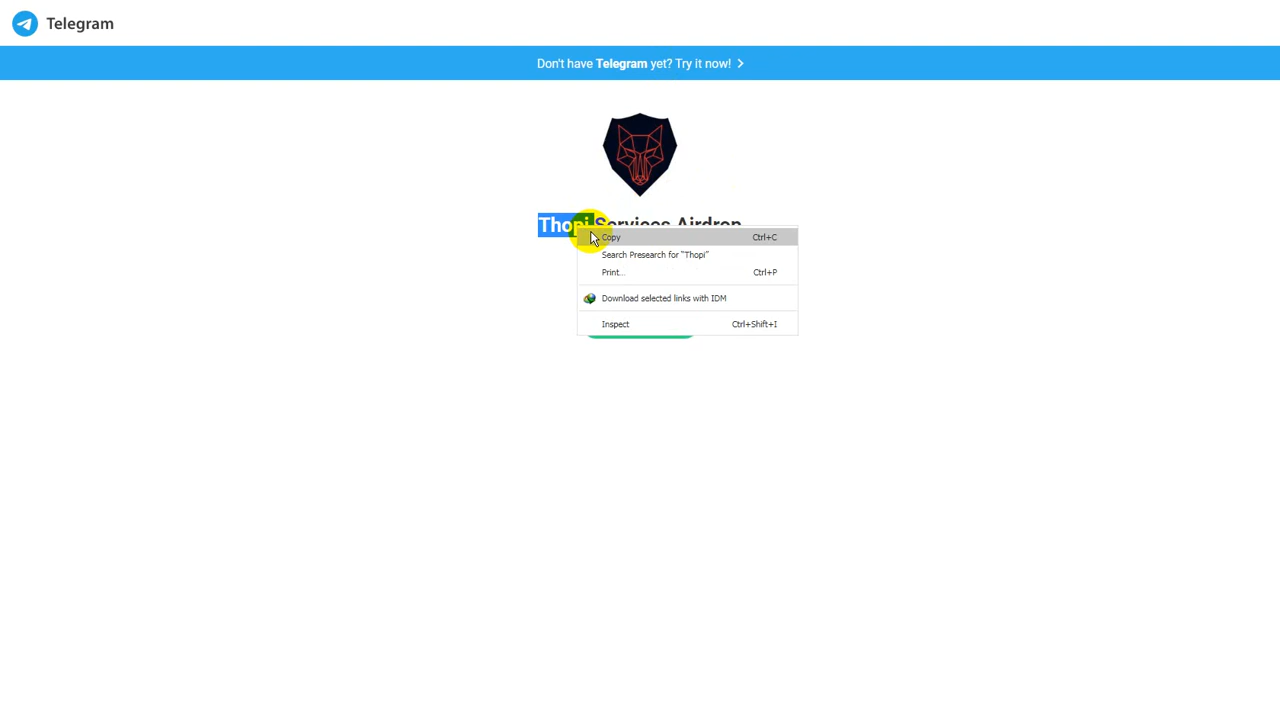 Telegram
Don't have Telegram yet? Try it now!
Thopi Services Airdrop
Copy Ctrl+C
Search Presearch for “Thopi”
Print... Ctrl+P
Download selected links with IDM
Inspect Ctrl+Shift+I